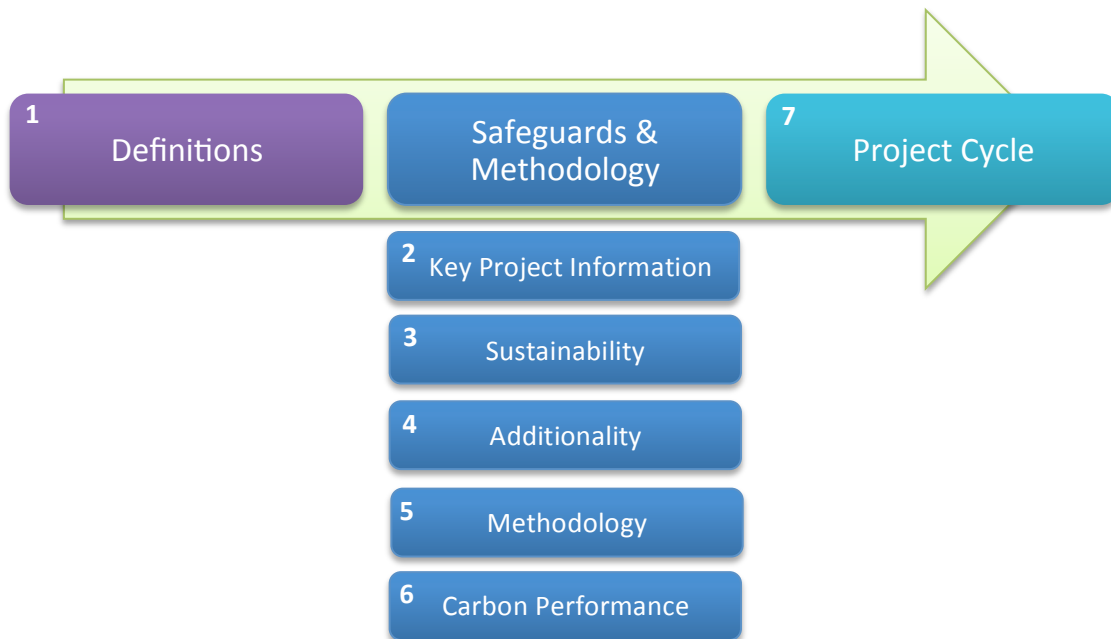 1
Definitions
Safeguards &
Methodology
7
Project Cycle
2
Key Project Information
3
Sustainability
4
Additionality
5
Methodology
6
Carbon Performance